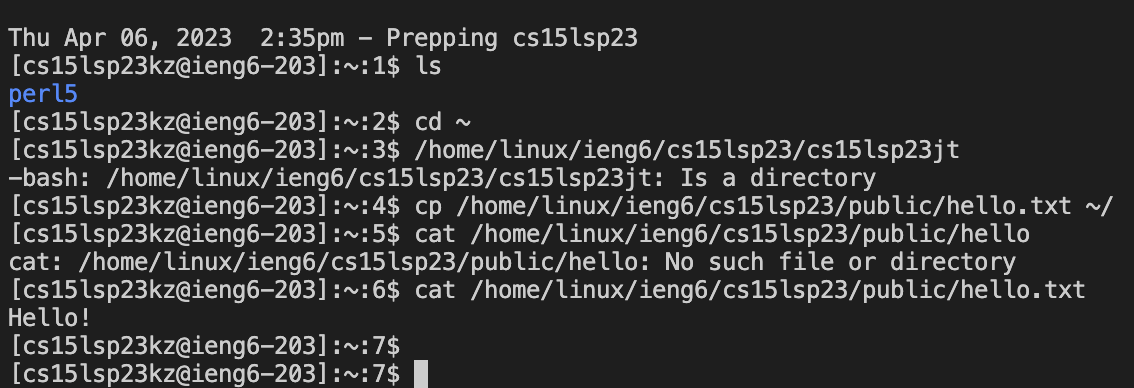 Thu Apr 06, 2023  2:35pm - Prepping cs15lsp23
[cs15lsp23kz@ieng6-203]:~:1$ ls
perl5
[cs15lsp23kz@ieng6-203]:~:2$ cd ~
[cs15lsp23kz@ieng6-203]:~:3$ /home/linux/ieng6/cs15lsp23/cs15lsp23jt
-bash: /home/linux/ieng6/cs15lsp23/cs15lsp23jt: Is a directory
[cs15lsp23kz@ieng6-203]:~:4$ cp /home/linux/ieng6/cs15lsp23/public/hello.txt ~/
[cs15lsp23kz@ieng6-203]:~:5$ cat /home/linux/ieng6/cs15lsp23/public/hello
cat: /home/linux/ieng6/cs15lsp23/public/hello: No such file or directory
[cs15lsp23kz@ieng6-203]:~:6$ cat /home/linux/ieng6/cs15lsp23/public/hello.txt
Hello!
[cs15lsp23kz@ieng6-203]:~:7$
[cs15lsp23kz@ieng6-203]:~:7$